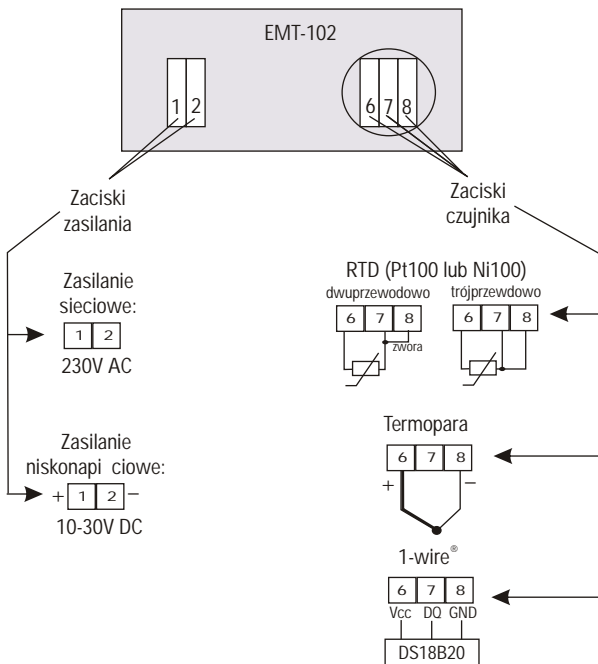 EMT-102
1 2
6 7 8
Zaciski
zasilania
Zaciski
czujnika
Zasilanie
sieciowe:
1 2
230V AC
Zasilanie
niskonapi ciowe:
+ 1 2 −
10-30V DC
RTD (Pt100 lub Ni100)
dwuprzewodowo
6 7 8
zwora
trójprzewdowo
6 7 8
Termopara
6 7 8
+ −
1-wire®
6 7 8
Vcc DQ GND
DS18B20